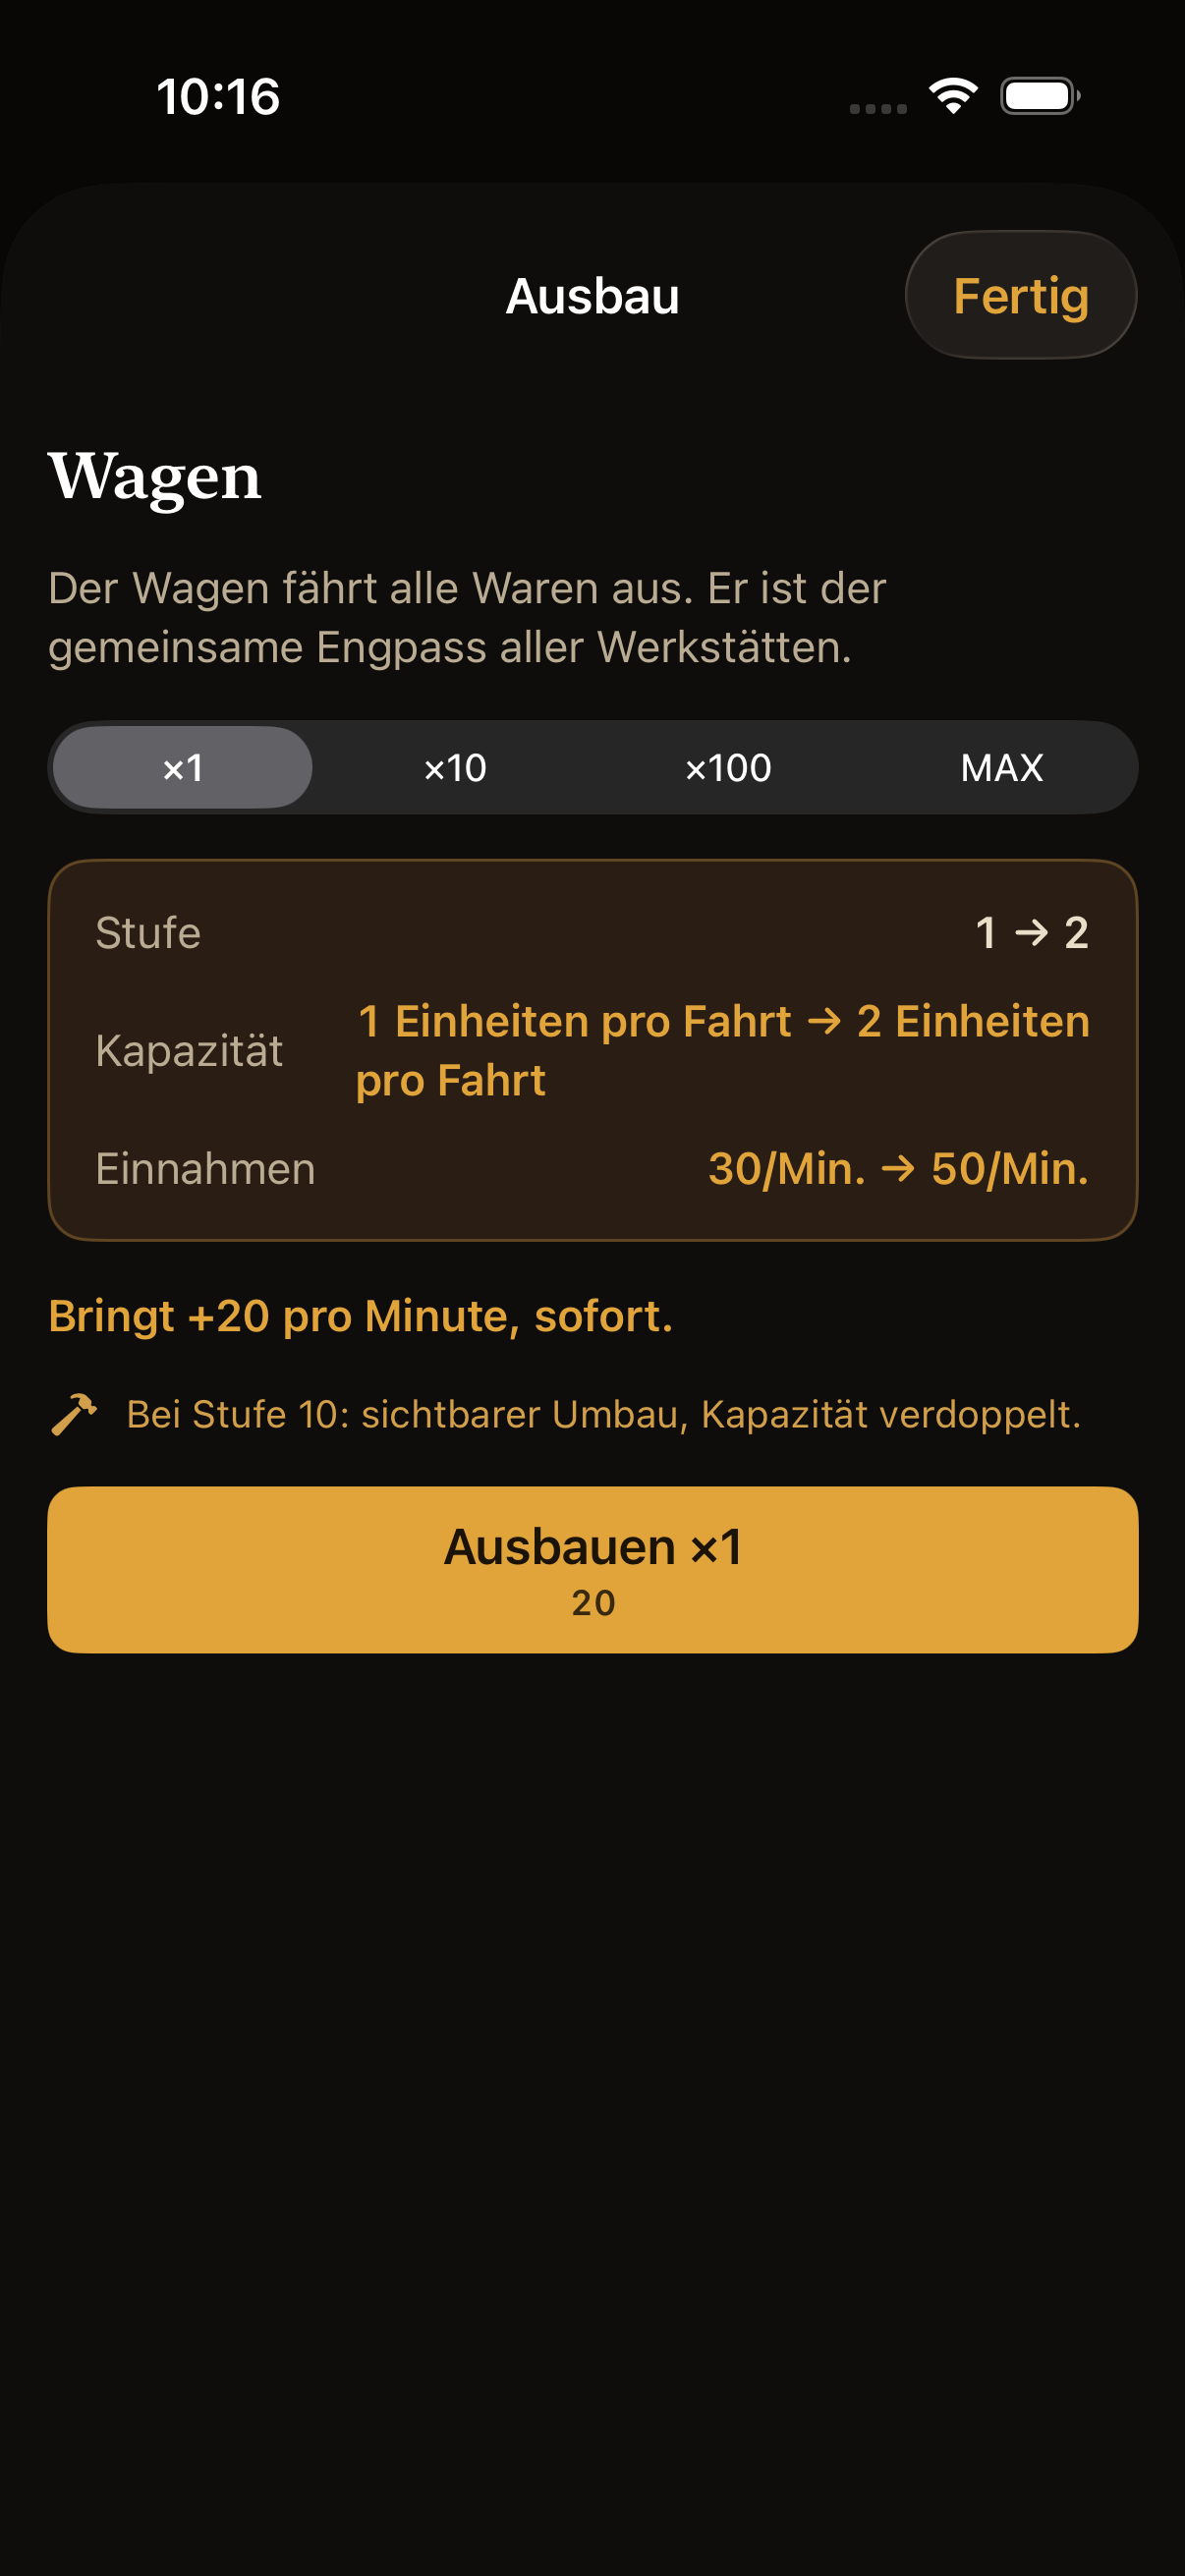 10:16
Ausbau
Fertig
Wagen
Der Wagen fährt alle Waren aus. Er ist der
gemeinsame Engpass aller Werkstätten.
×1
×10
×100
MAX
Stufe
1 → 2
Kapazität
1 Einheiten pro Fahrt → 2 Einheiten
pro Fahrt
Einnahmen
30/Min. → 50/Min.
Bringt +20 pro Minute, sofort.
Bei Stufe 10: sichtbarer Umbau, Kapazität verdoppelt.
Ausbauen ×1
20